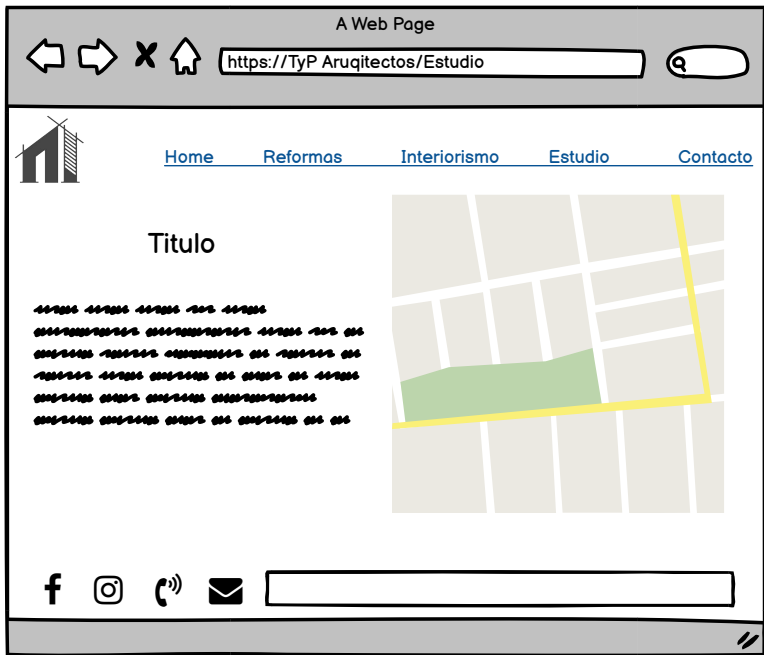 A Web Page
https://TyP Aruqitectos/Estudio
Home Reformas Interiorismo Estudio Contacto
Titulo